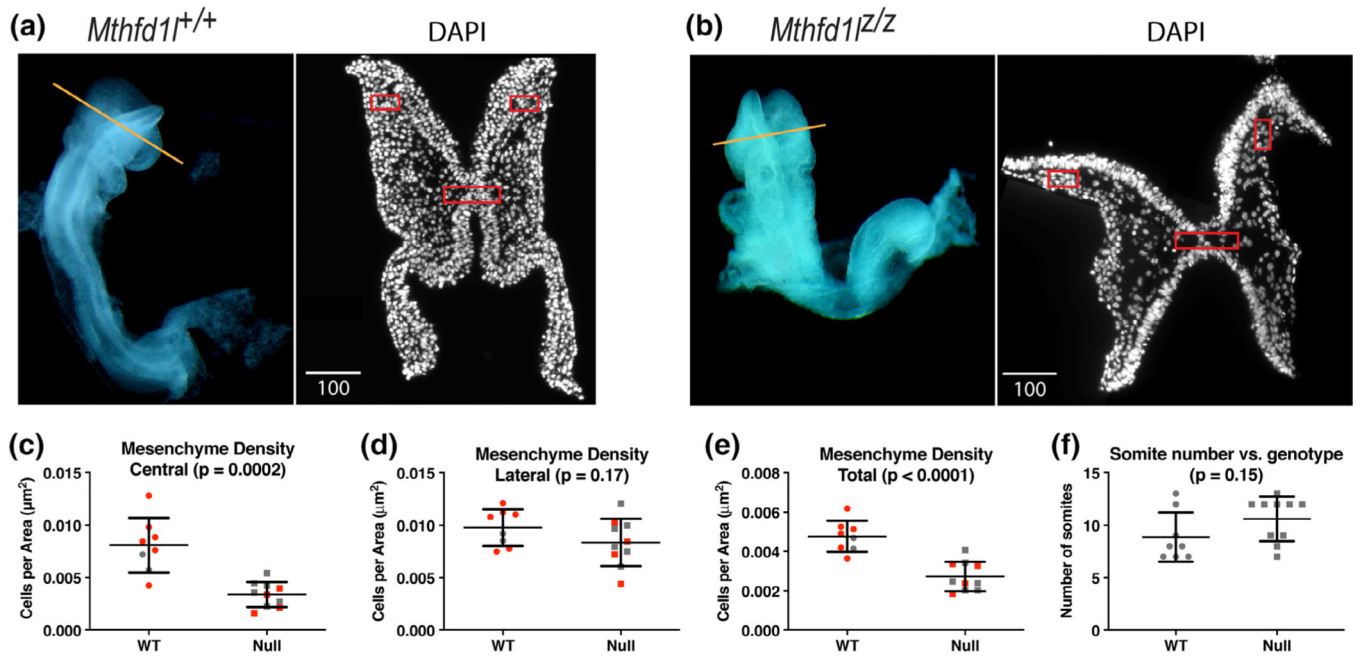 (a) Mthfd1l+/+ DAPI (b) Mthfd1lz/z DAPI
100 100
(c) Mesenchyme Density
Central (p = 0.0002)
Cells per Area (μm²)
0.015
0.010
0.005
0.000
WT Null
(d) Mesenchyme Density
Lateral (p = 0.17)
Cells per Area (μm²)
0.015
0.010
0.005
0.000
WT Null
(e) Mesenchyme Density
Total (p < 0.0001)
Cells per Area (μm²)
0.008
0.006
0.004
0.002
0.000
WT Null
(f) Somite number vs. genotype
(p = 0.15)
Number of somites
15
10
5
0
WT Null